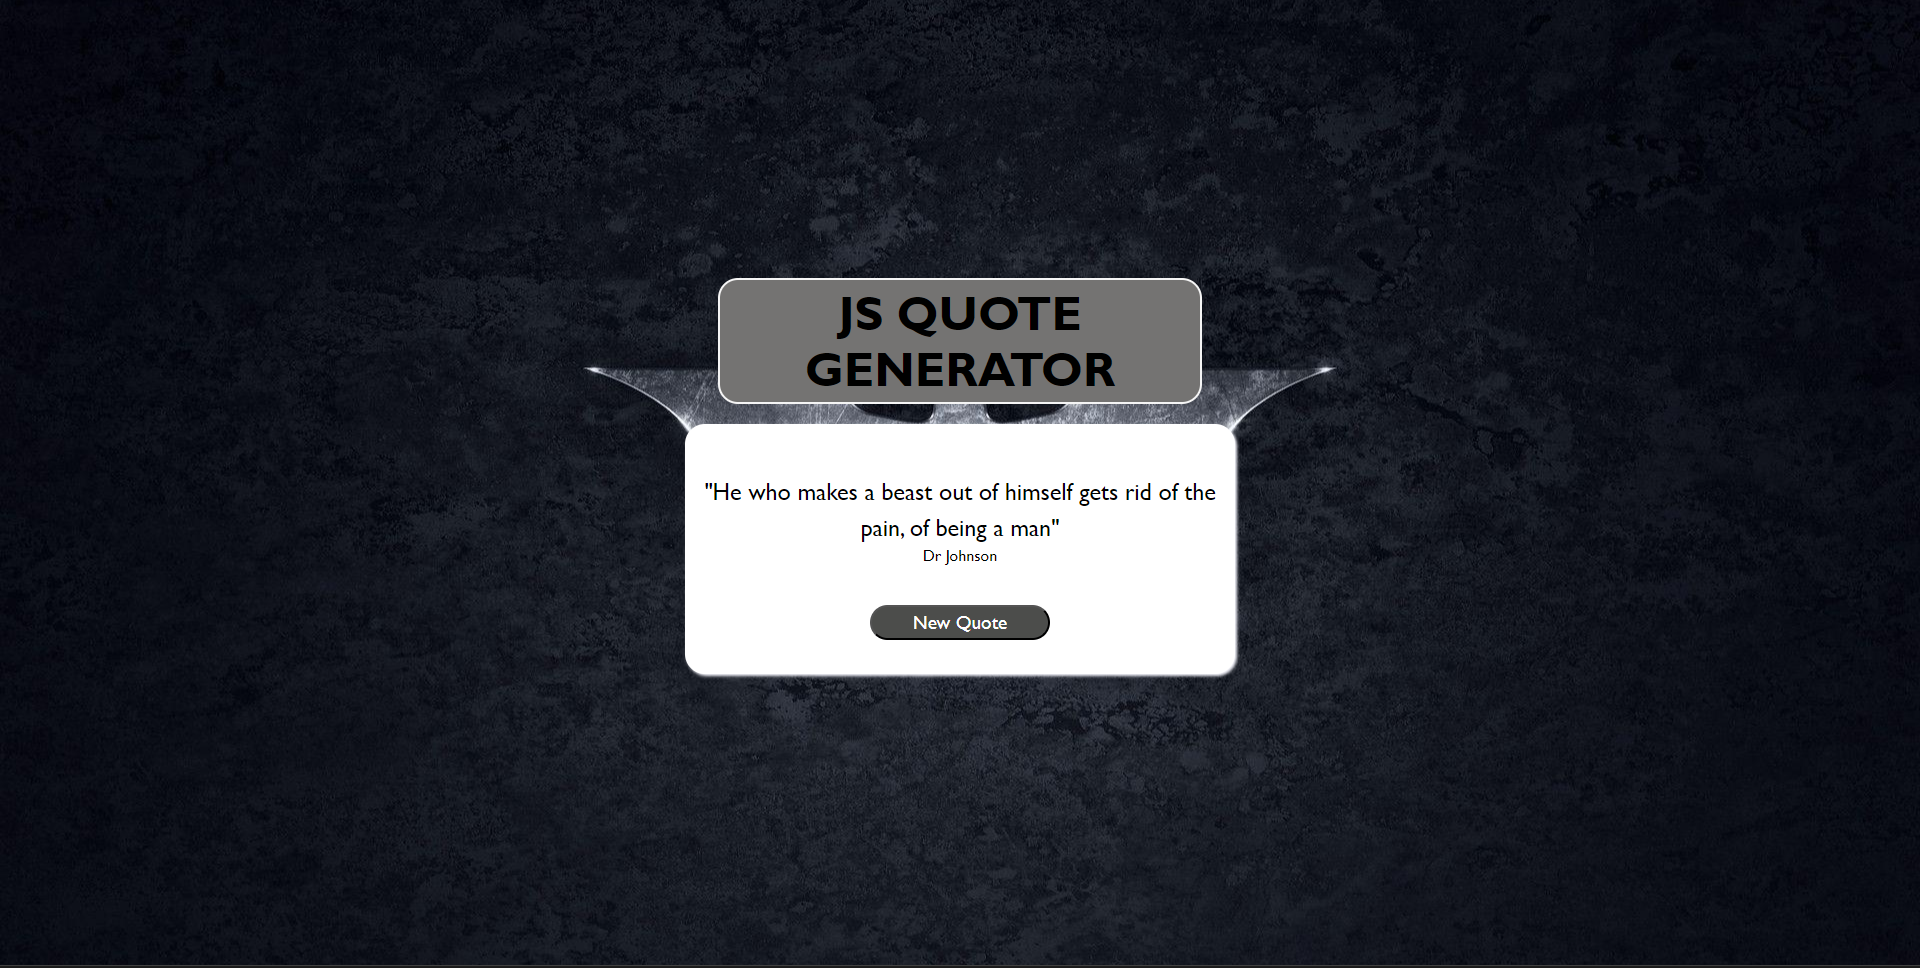 JS QUOTE
GENERATOR
"He who makes a beast out of himself gets rid of the
pain, of being a man"
Dr Johnson
New Quote